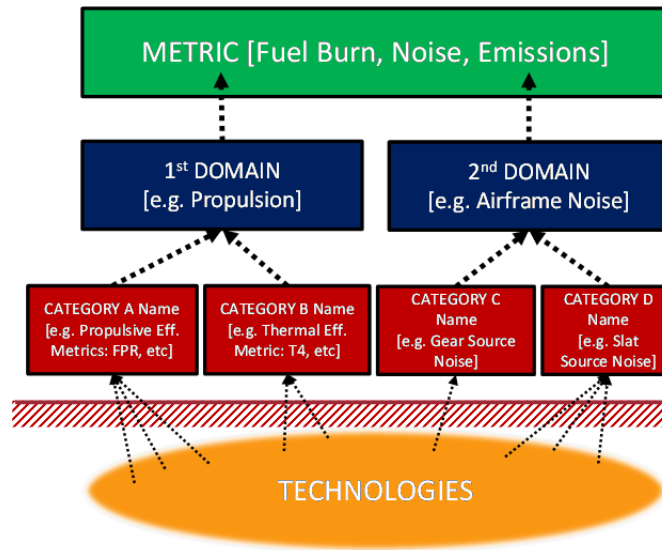 METRIC [Fuel Burn, Noise, Emissions]
1st DOMAIN
[e.g. Propulsion]
2nd DOMAIN
[e.g. Airframe Noise]
CATEGORY A Name
[e.g. Propulsive Eff.
Metrics: FPR, etc]
CATEGORY B Name
[e.g. Thermal Eff.
Metric: T4, etc]
CATEGORY C
Name
[e.g. Gear Source
Noise]
CATEGORY D
Name
[e.g. Slat
Source Noise]
TECHNOLOGIES